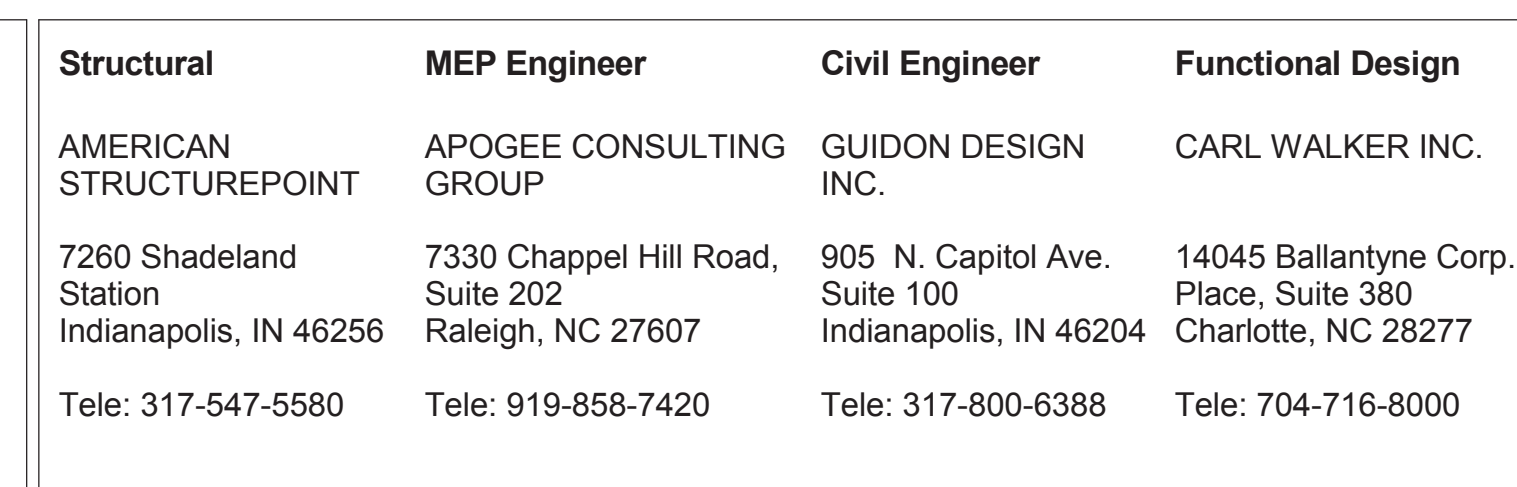 Structural
AMERICAN
STRUCTUREPOINT
7260 Shadeland
Station
Indianapolis, IN 46256
Tele: 317-547-5580
MEP Engineer
APOGEE CONSULTING
GROUP
7330 Chappel Hill Road,
Suite 202
Raleigh, NC 27607
Tele: 919-858-7420
Civil Engineer
GUIDON DESIGN
INC.
905  N. Capitol Ave.
Suite 100
Indianapolis, IN 46204
Tele: 317-800-6388
Functional Design
CARL WALKER INC.
14045 Ballantyne Corp.
Place, Suite 380
Charlotte, NC 28277
Tele: 704-716-8000